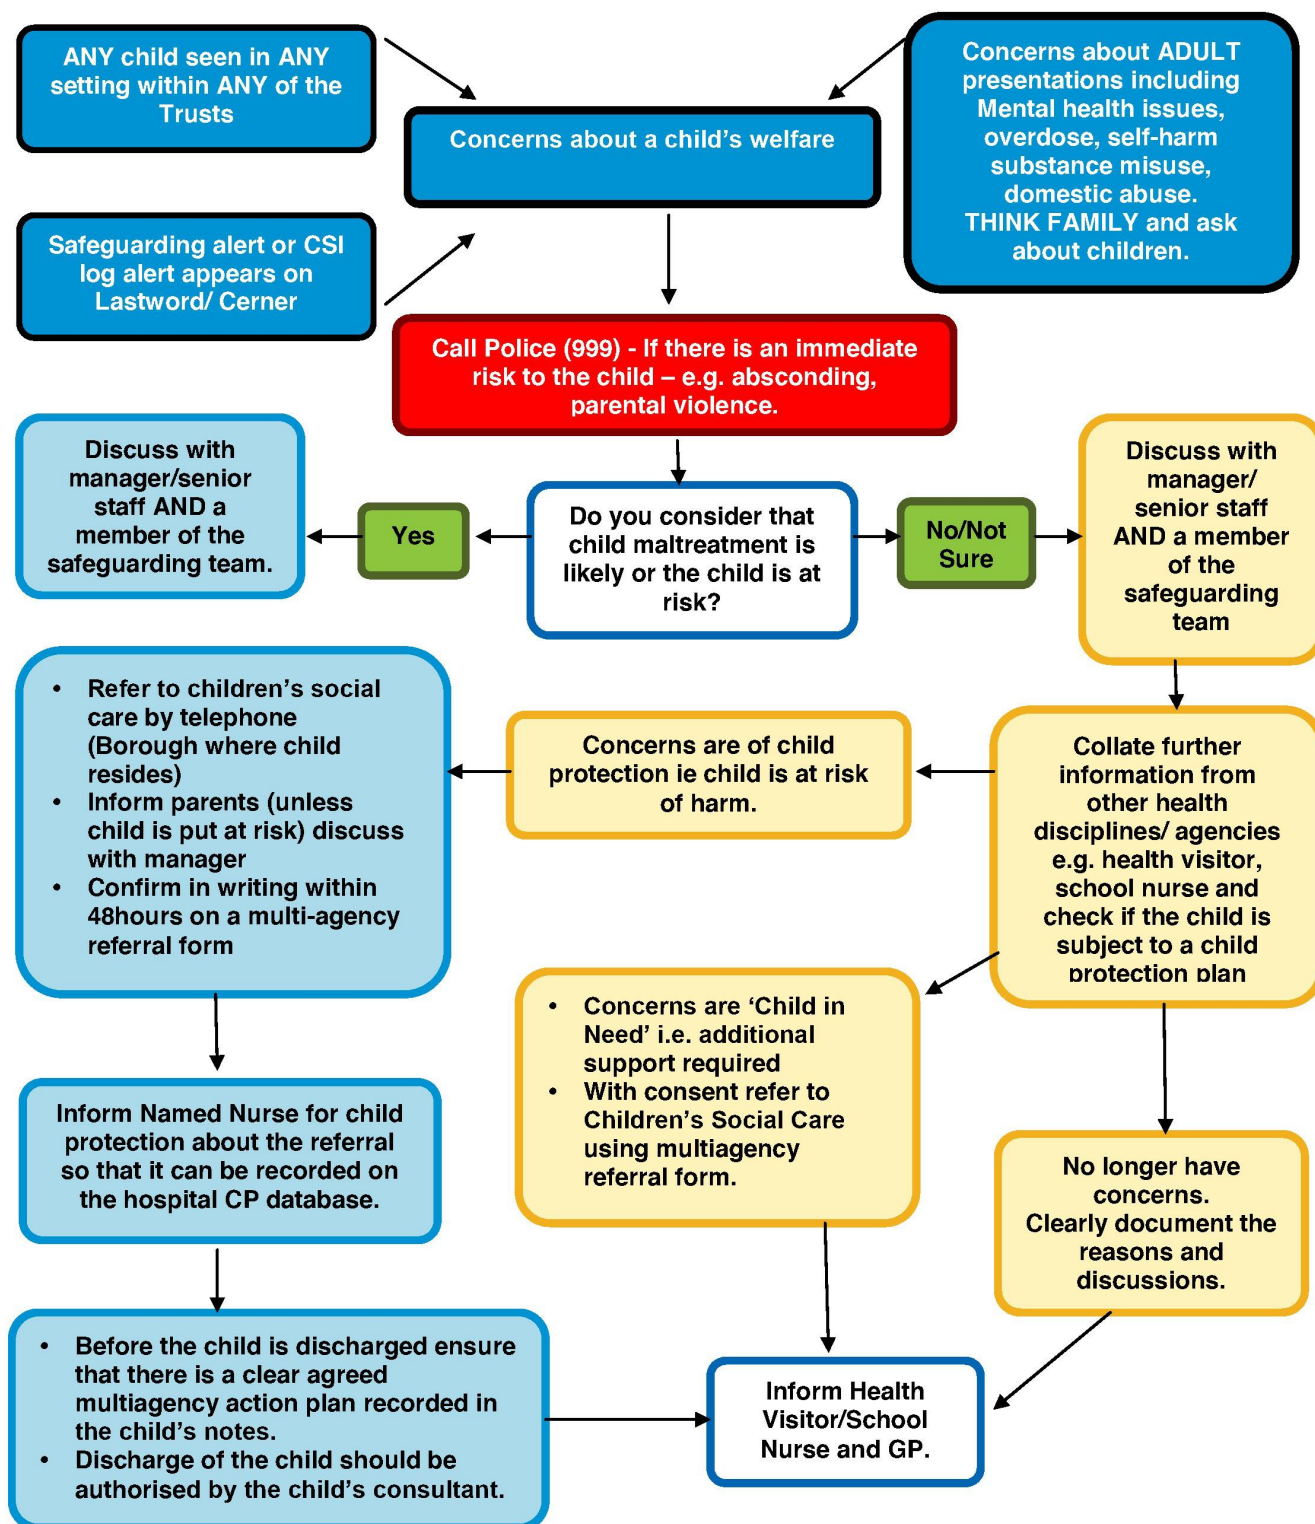 ANY child seen in ANY
setting within ANY of the
Trusts
Concerns about a child’s welfare
Concerns about ADULT
presentations including
Mental health issues,
overdose, self-harm
substance misuse,
domestic abuse.
THINK FAMILY and ask
about children.
Safeguarding alert or CSI
log alert appears on
Lastword/ Cerner
Call Police (999) - If there is an immediate
risk to the child – e.g. absconding,
parental violence.
Discuss with
manager/senior
staff AND a
member of the
safeguarding team.
Yes
Do you consider that
child maltreatment is
likely or the child is at
risk?
No/Not
Sure
Discuss with
manager/
senior staff
AND a member
of the
safeguarding
team
• Refer to children’s social
care by telephone
(Borough where child
resides)
• Inform parents (unless
child is put at risk) discuss
with manager
• Confirm in writing within
48hours on a multi-agency
referral form
Concerns are of child
protection ie child is at risk
of harm.
Collate further
information from
other health
disciplines/ agencies
e.g. health visitor,
school nurse and
check if the child is
subject to a child
protection plan
• Concerns are ‘Child in
Need’ i.e. additional
support required
• With consent refer to
Children’s Social Care
using multiagency
referral form.
Inform Named Nurse for child
protection about the referral
so that it can be recorded on
the hospital CP database.
No longer have
concerns.
Clearly document the
reasons and
discussions.
• Before the child is discharged ensure
that there is a clear agreed
multiagency action plan recorded in
the child’s notes.
• Discharge of the child should be
authorised by the child’s consultant.
Inform Health
Visitor/School
Nurse and GP.